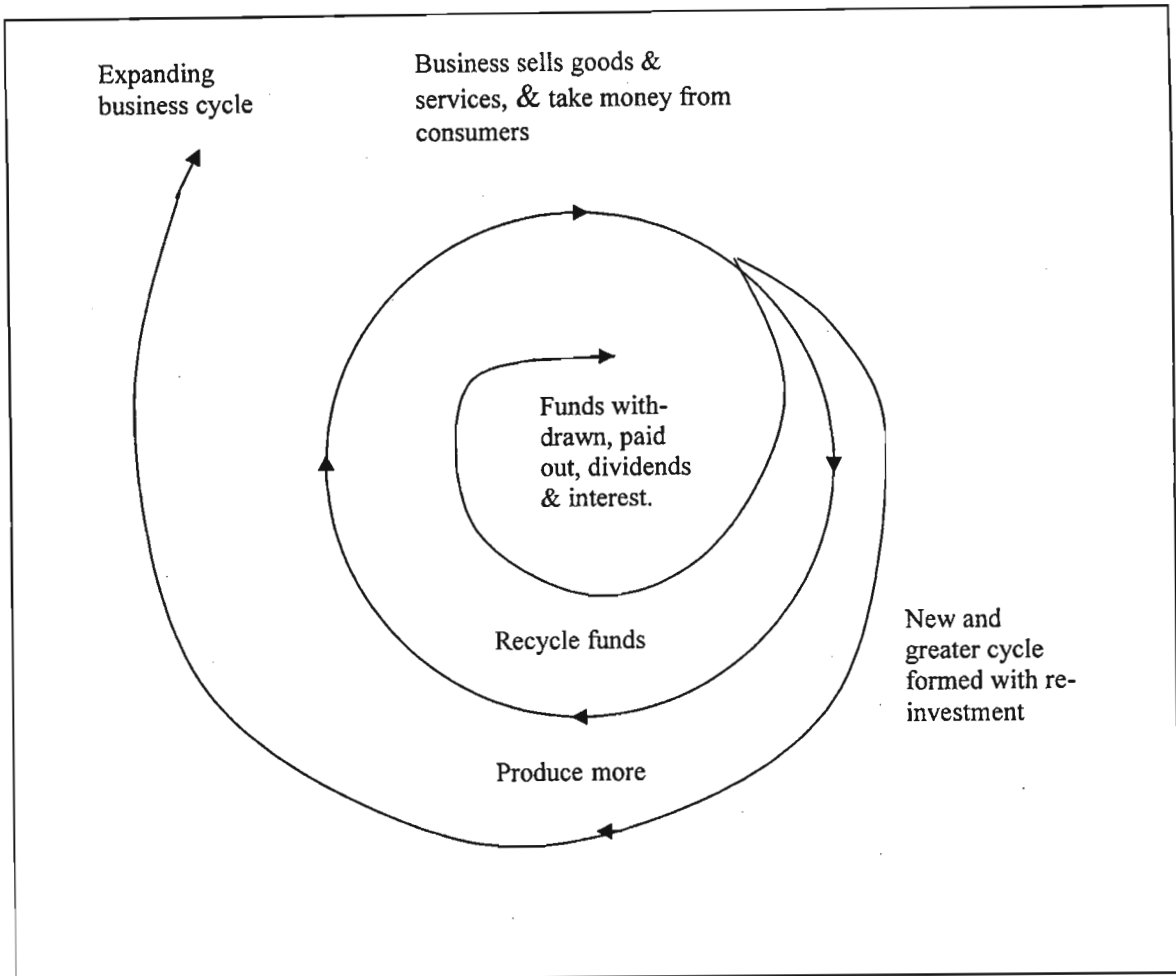 Expanding
business cycle
Business sells goods &
services, & take money from
consumers
Funds with-
drawn, paid
out, dividends
& interest.
Recycle funds
New and
greater cycle
formed with re-
investment
Produce more